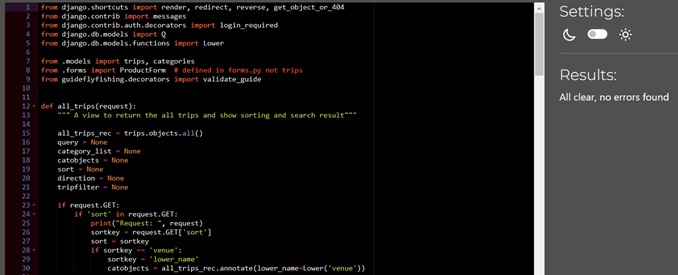 1 from django.shortcuts import render, redirect, reverse, get_object_or_404
2 from django.contrib import messages
3 from django.contrib.auth.decorators import login_required
4 from django.db.models import Q
5 from django.db.models.functions import Lower
6
7 from .models import trips, categories
8 from .forms import ProductForm  # defined in forms.py not trips
9 from guideflyfishing.decorators import validate_guide
10
11
12 def all_trips(request):
13     """ A view to return the all trips and show sorting and search result"""
14
15     all_trips_rec = trips.objects.all()
16     query = None
17     category_list = None
18     catobjects = None
19     sort = None
20     direction = None
21     tripfilter = None
22
23     if request.GET:
24         if 'sort' in request.GET:
25             print("Request: ", request)
26             sortkey = request.GET['sort']
27             sort = sortkey
28             if sortkey == 'venue':
29                 sortkey = 'lower_name'
30                 catobjects = all_trips_rec.annotate(lower_name=Lower('venue'))
Settings:
Results:
All clear, no errors found